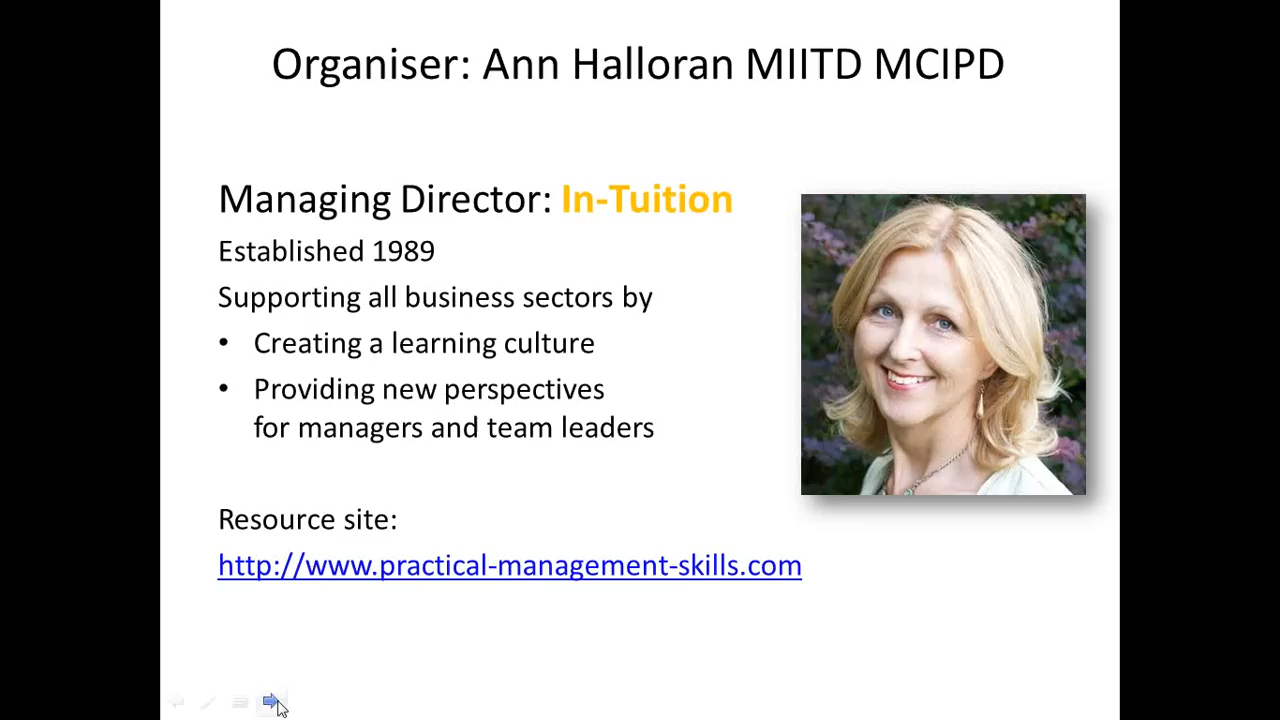 Organiser: Ann Halloran MIITD MCIPD
Managing Director: In-Tuition
Established 1989
Supporting all business sectors by
• Creating a learning culture
• Providing new perspectives
for managers and team leaders
Resource site:
http://www.practical-management-skills.com